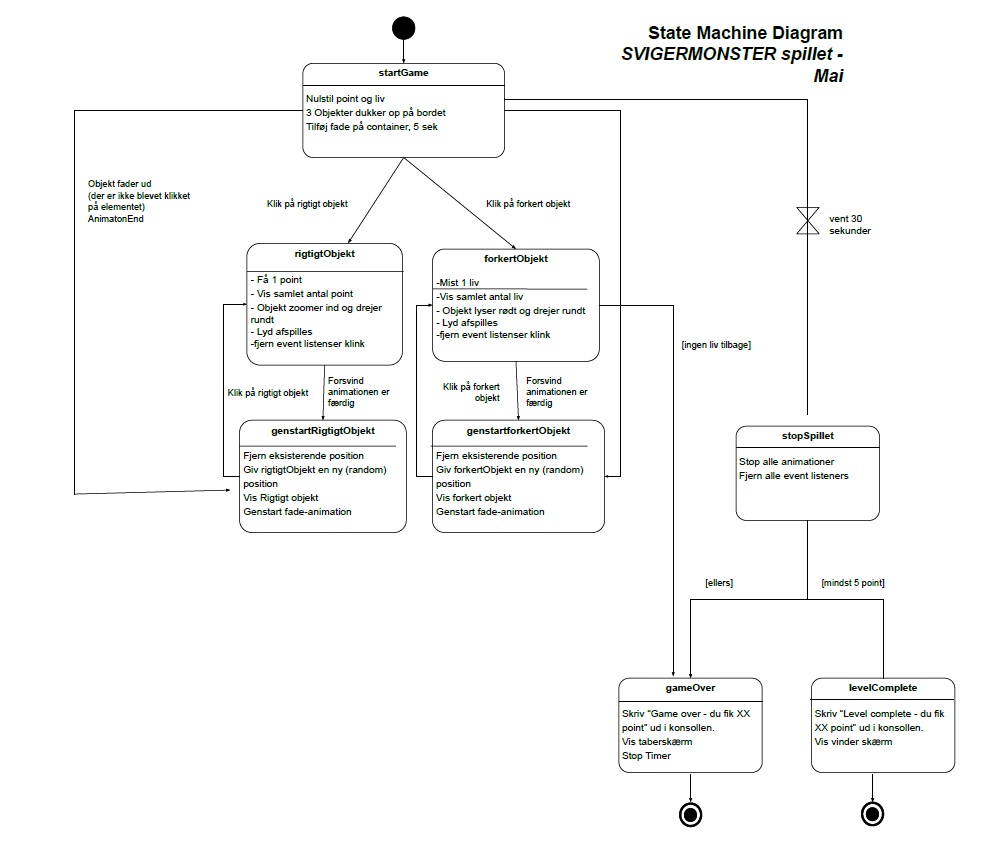 State Machine Diagram
SVIGERMONSTER spillet -
Mai
startGame
Nulstil point og liv
3 Objekter dukker op på bordet
Tilføj fade på container, 5 sek
Objekt fader ud
(der er ikke blevet klikket
på elementet)
AnimatonEnd
Klik på rigtigt objekt
Klik på forkert objekt
vent 30
sekunder
rigtigtObjekt
- Få 1 point
- Vis samlet antal point
- Objekt zoomer ind og drejer
rundt
- Lyd afspilles
-fjern event listenser klink
forkertObjekt
-Mist 1 liv
-Vis samlet antal liv
- Objekt lyser rødt og drejer rundt
- Lyd afspilles
-fjern event listenser klink
[ingen liv tilbage]
Klik på rigtigt objekt
Forsvind
animationen er
færdig
Klik på forkert
objekt
Forsvind
animationen er
færdig
genstartRigtigtObjekt
Fjern eksisterende position
Giv rigtigtObjekt en ny (random)
position
Vis Rigtigt objekt
Genstart fade-animation
genstartforkertObjekt
Fjern eksisterende position
Giv forkertObjekt en ny (random)
position
Vis forkert objekt
Genstart fade-animation
stopSpillet
Stop alle animationer
Fjern alle event listeners
[ellers]
[mindst 5 point]
gameOver
Skriv "Game over - du fik XX
point" ud i konsollen.
Vis taberskærm
Stop Timer
levelComplete
Skriv "Level complete - du fik
XX point" ud i konsollen.
Vis vinder skærm